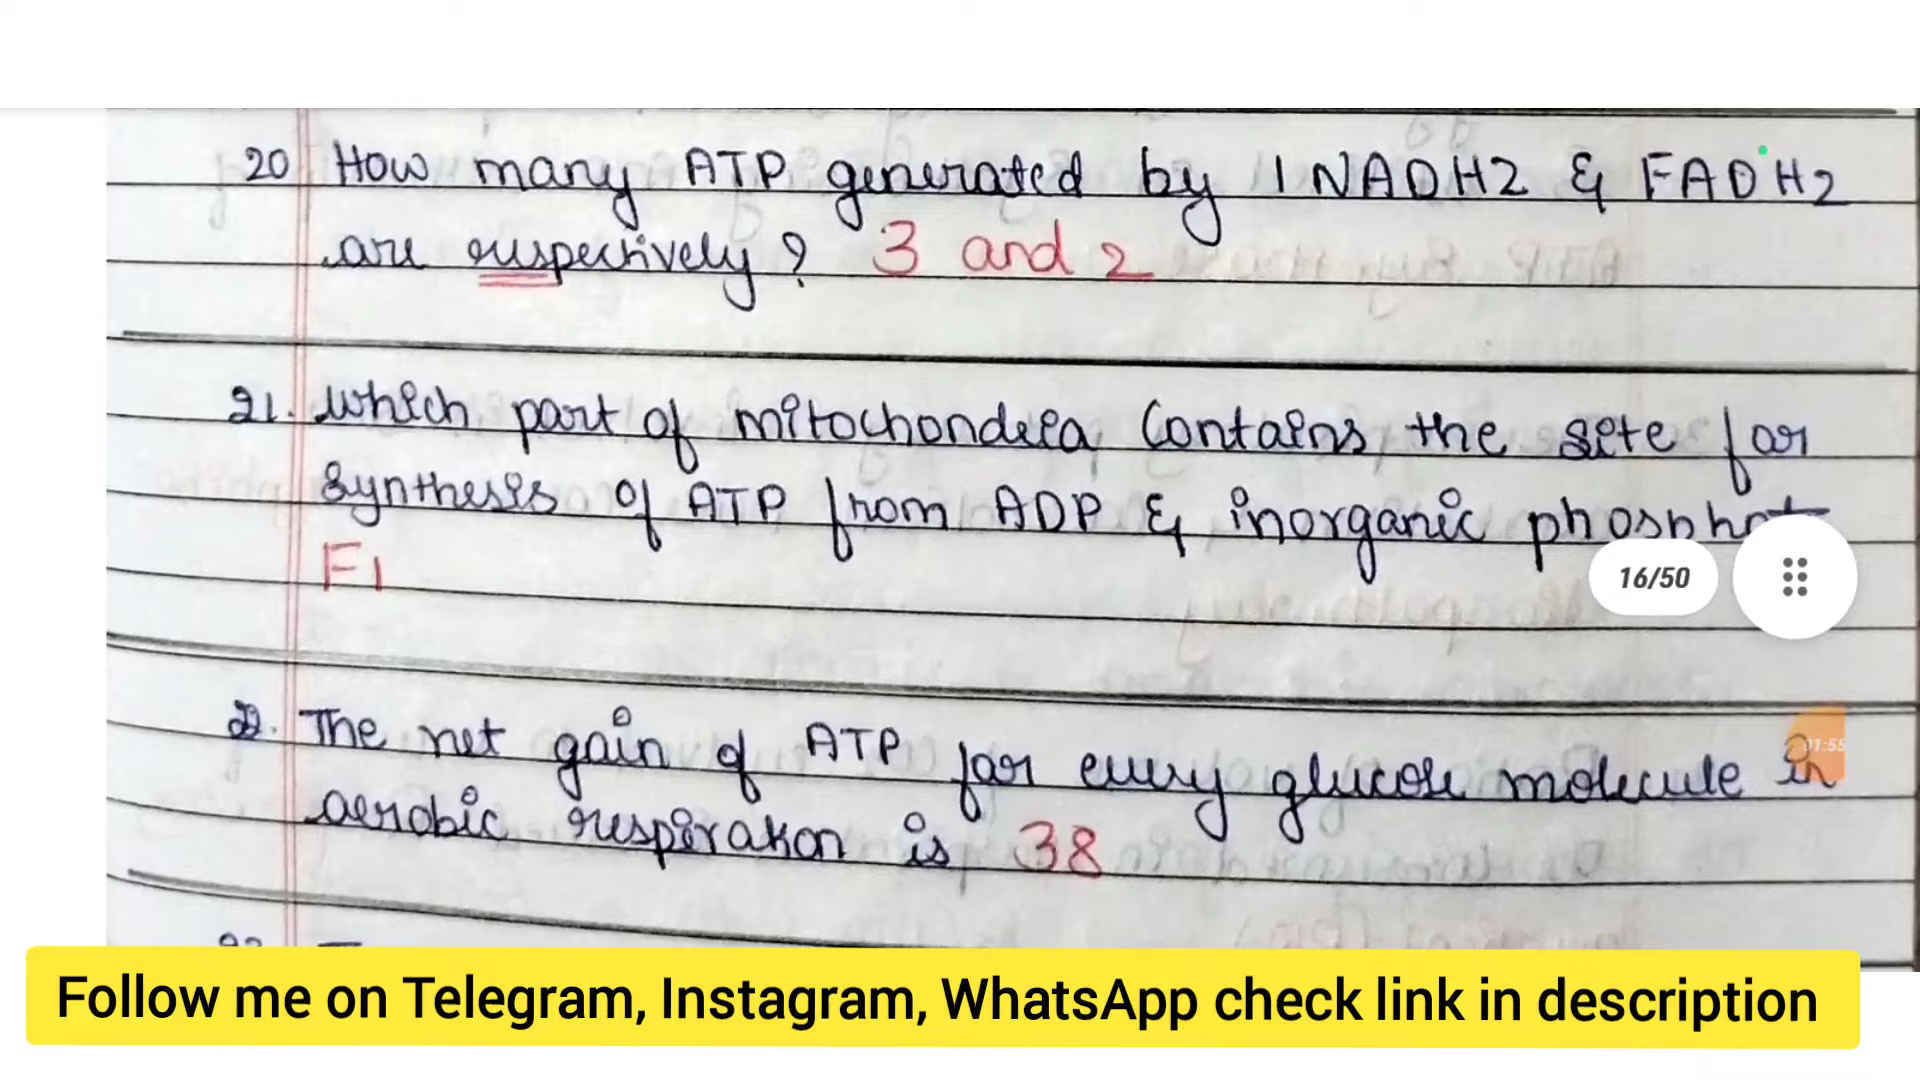 20 How many ATP generated by 1 NADH2 & FADH2
are respectively? 3 and 2
21. which part of mitochondria contains the site for
synthesis of ATP from ADP & inorganic phosphat
F1
16/50
22. The net gain of ATP for every glucose molecule in
01:55
aerobic respiration is 38
Follow me on Telegram, Instagram, WhatsApp check link in description